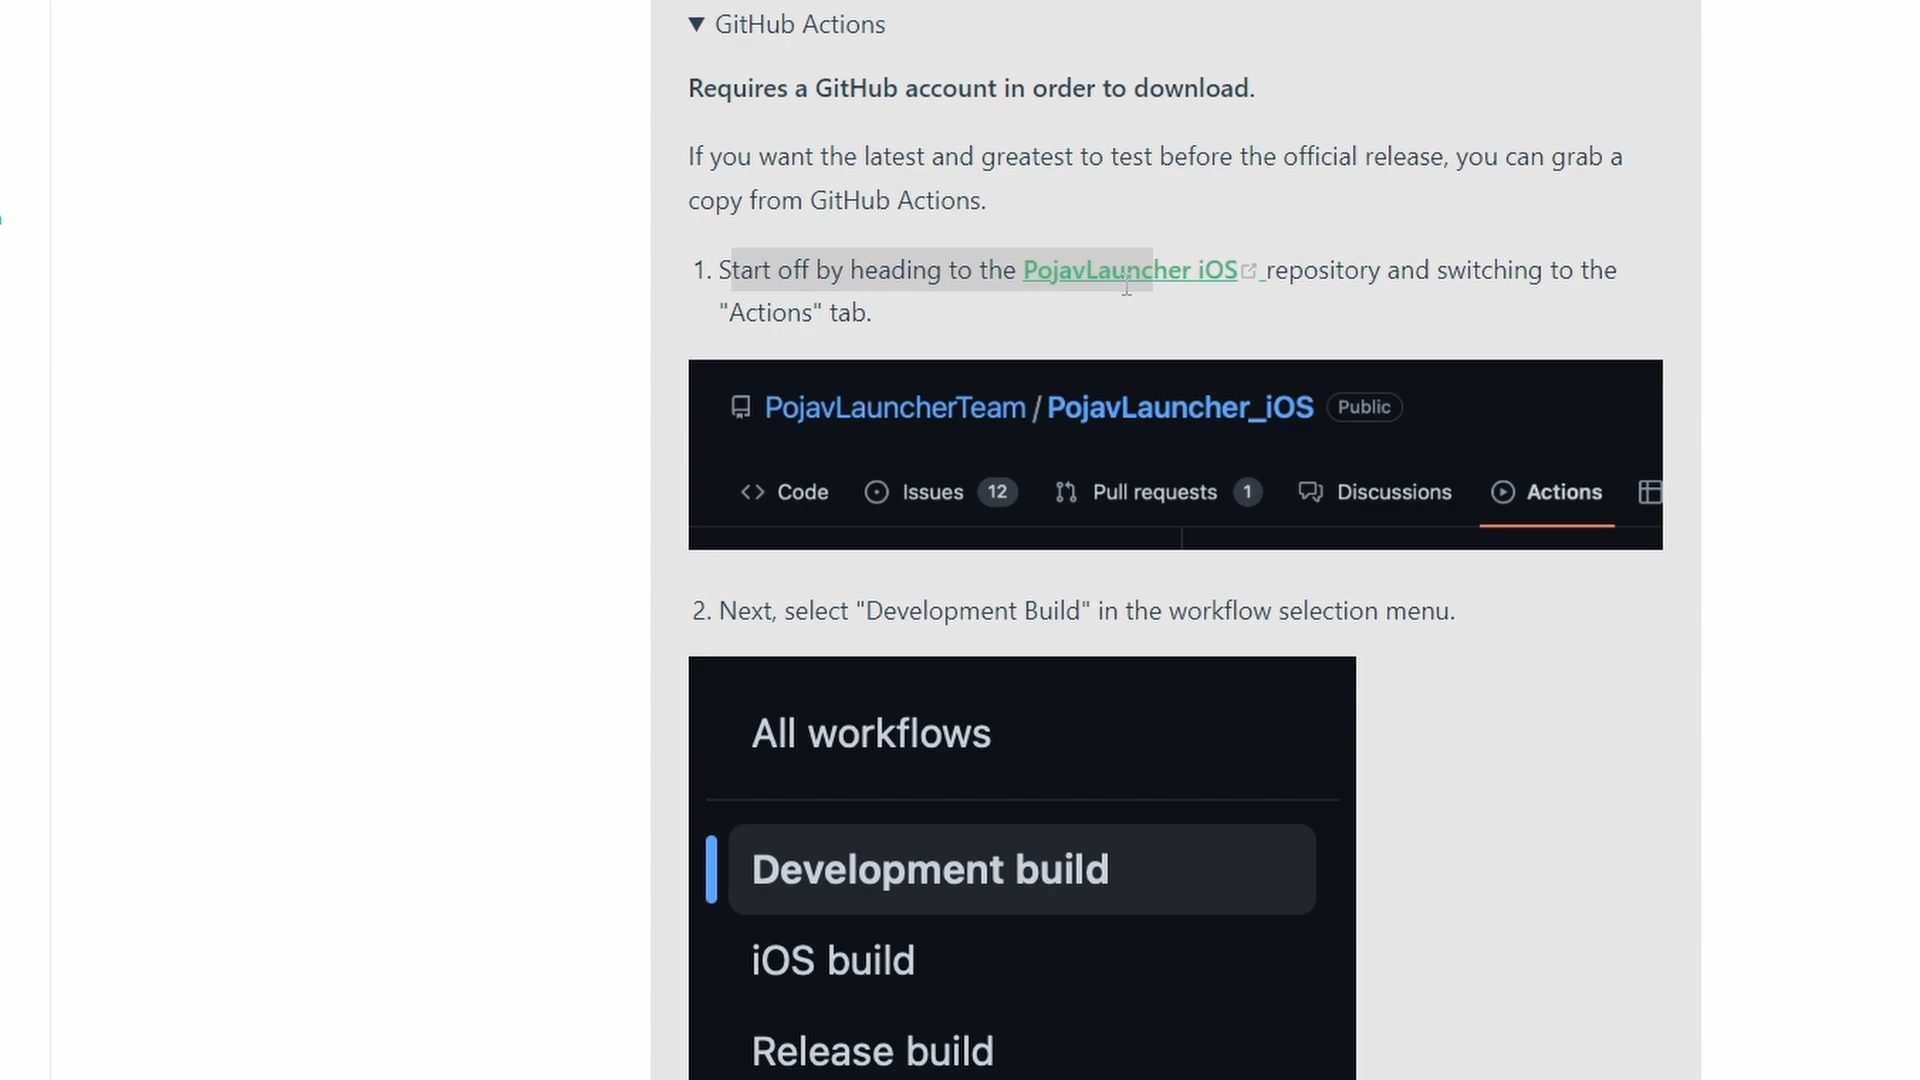 ▼ GitHub Actions
Requires a GitHub account in order to download.
If you want the latest and greatest to test before the official release, you can grab a
copy from GitHub Actions.
1. Start off by heading to the PojavLauncher iOS repository and switching to the
"Actions" tab.
PojavLauncherTeam / PojavLauncher_iOS Public
<> Code Issues 12 Pull requests 1 Discussions Actions
2. Next, select "Development Build" in the workflow selection menu.
All workflows
Development build
iOS build
Release build